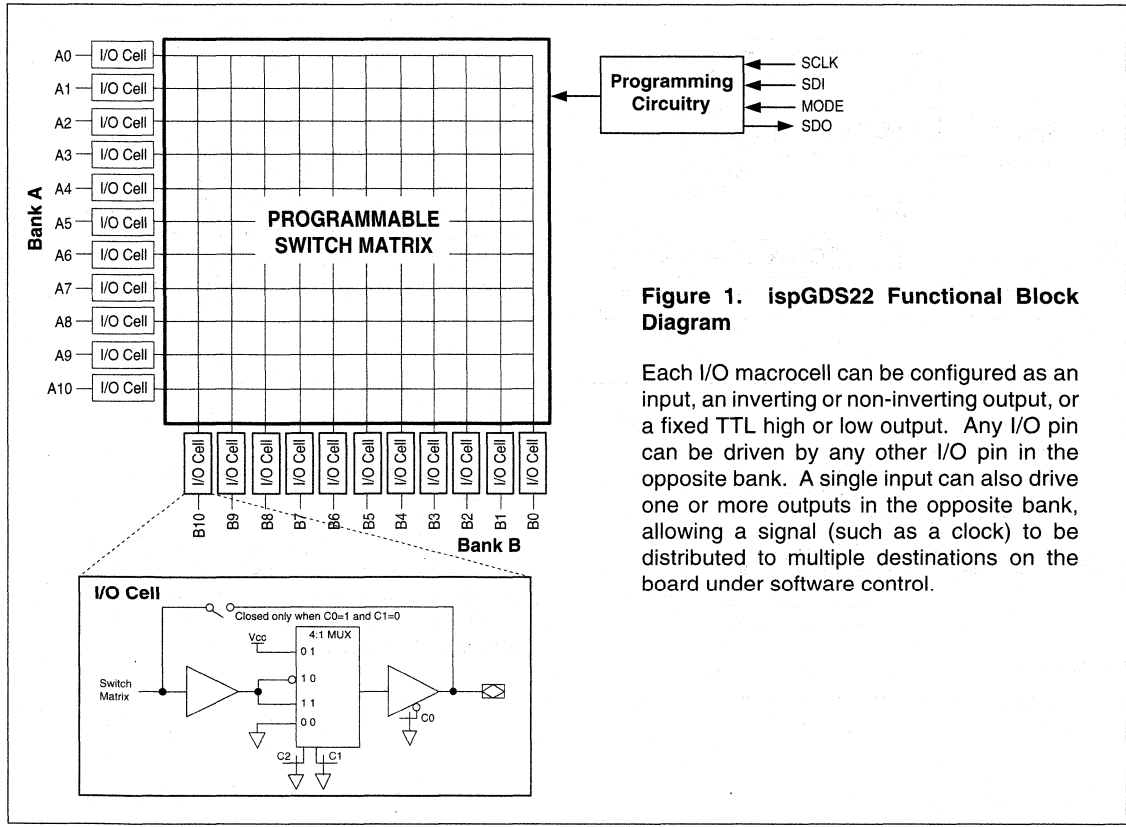 A0 I/O Cell
A1 I/O Cell
A2 I/O Cell
A3 I/O Cell
A4 I/O Cell
A5 I/O Cell
A6 I/O Cell
A7 I/O Cell
A8 I/O Cell
A9 I/O Cell
A10 I/O Cell
Bank A
PROGRAMMABLE
SWITCH MATRIX
Programming
Circuitry
SCLK
SDI
MODE
SDO
I/O Cell I/O Cell I/O Cell I/O Cell I/O Cell I/O Cell I/O Cell I/O Cell I/O Cell I/O Cell I/O Cell
B10 B9 B8 B7 B6 B5 B4 B3 B2 B1 B0
Bank B
I/O Cell
Closed only when C0=1 and C1=0
Vcc
4:1 MUX
0 1
Switch
Matrix
1 0
1 1
0 0
C0
C2 C1
Figure 1. ispGDS22 Functional Block
Diagram
Each I/O macrocell can be configured as an
input, an inverting or non-inverting output, or
a fixed TTL high or low output. Any I/O pin
can be driven by any other I/O pin in the
opposite bank. A single input can also drive
one or more outputs in the opposite bank,
allowing a signal (such as a clock) to be
distributed to multiple destinations on the
board under software control.